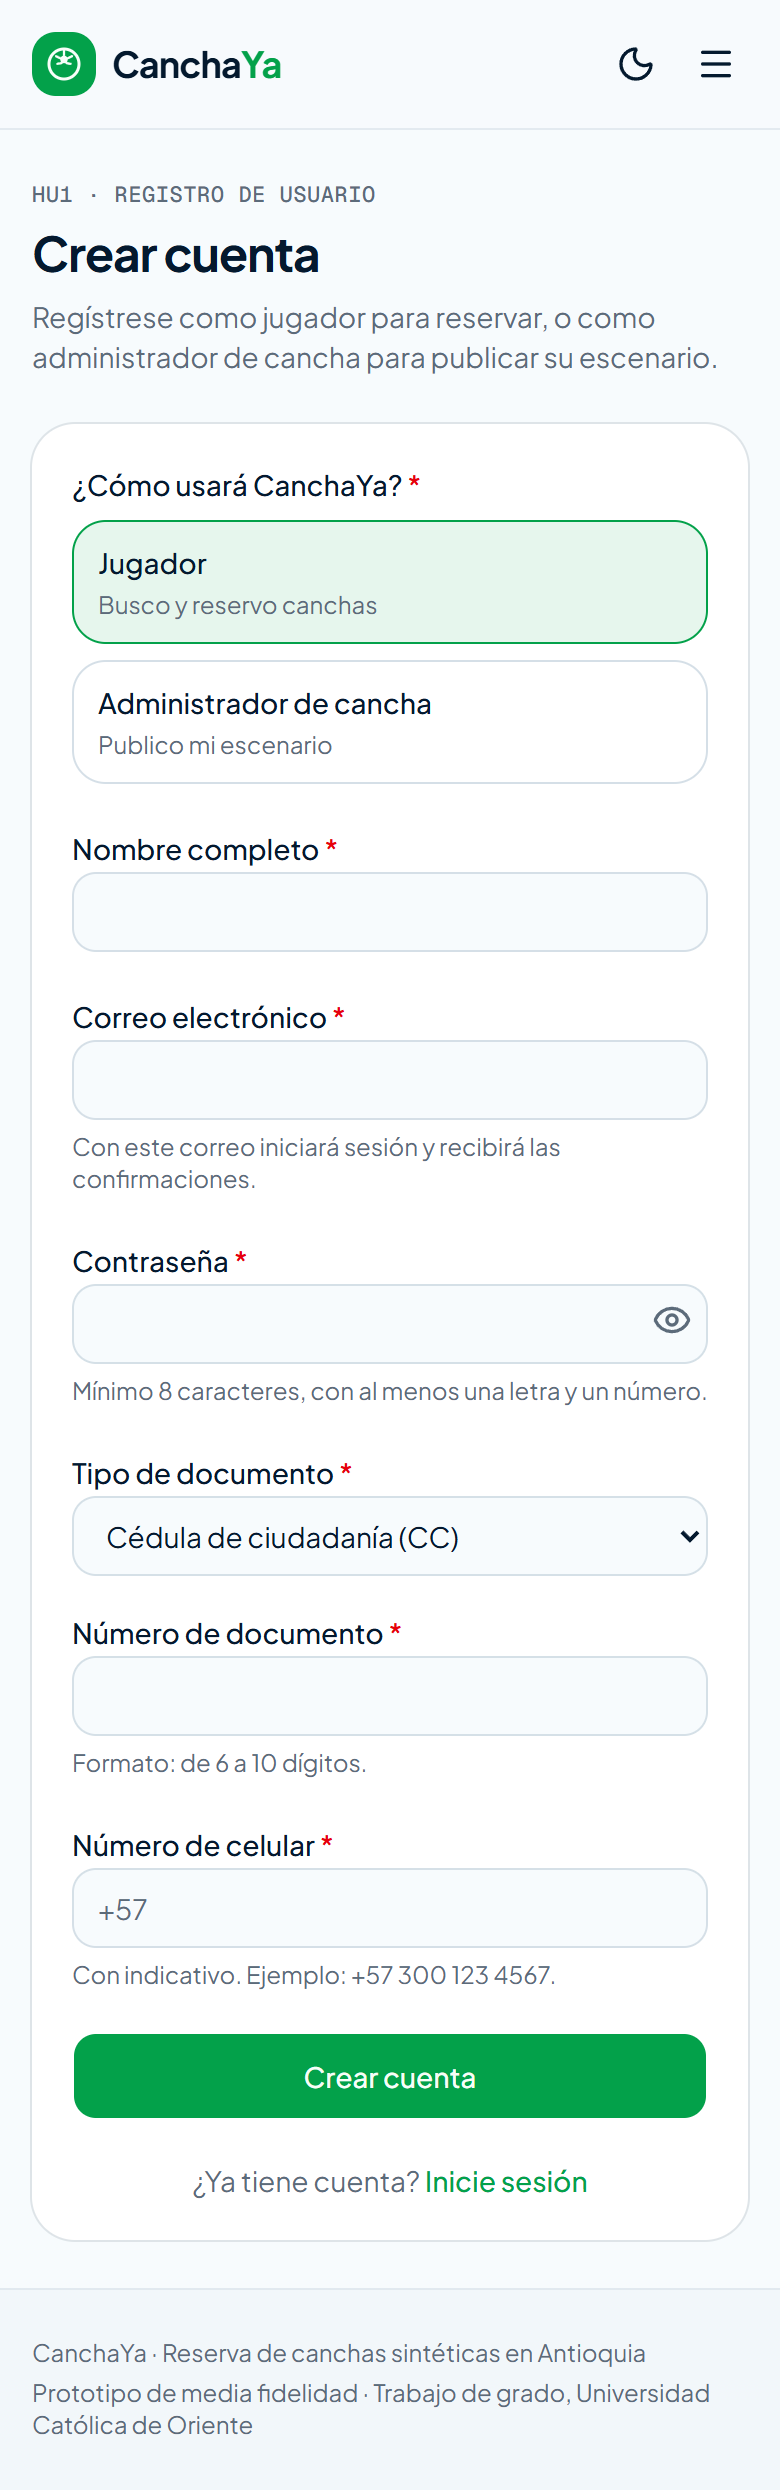 CanchaYa
HU1 · REGISTRO DE USUARIO
Crear cuenta
Regístrese como jugador para reservar, o como
administrador de cancha para publicar su escenario.
¿Cómo usará CanchaYa? *
Jugador
Busco y reservo canchas
Administrador de cancha
Publico mi escenario
Nombre completo *
Correo electrónico *
Con este correo iniciará sesión y recibirá las
confirmaciones.
Contraseña *
Mínimo 8 caracteres, con al menos una letra y un número.
Tipo de documento *
Cédula de ciudadanía (CC)
Número de documento *
Formato: de 6 a 10 dígitos.
Número de celular *
+57
Con indicativo. Ejemplo: +57 300 123 4567.
Crear cuenta
¿Ya tiene cuenta? Inicie sesión
CanchaYa · Reserva de canchas sintéticas en Antioquia
Prototipo de media fidelidad · Trabajo de grado, Universidad
Católica de Oriente